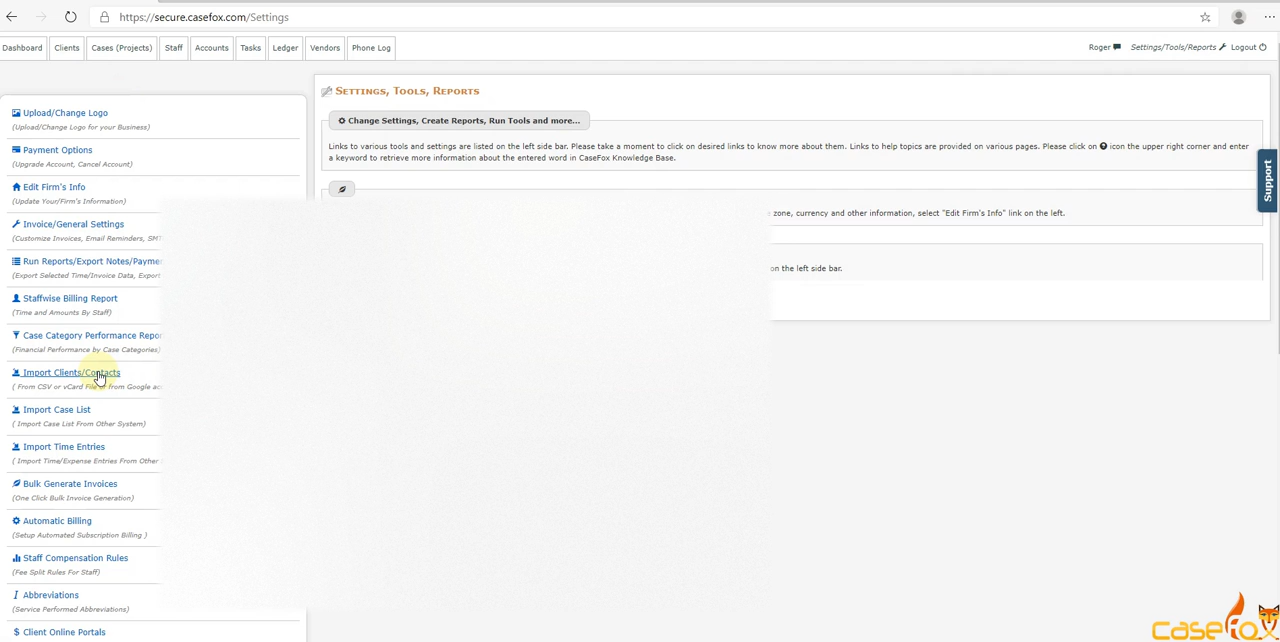 https://secure.casefox.com/Settings
Dashboard Clients Cases (Projects) Staff Accounts Tasks Ledger Vendors Phone Log
Roger Settings/Tools/Reports Logout
Upload/Change Logo
(Upload/Change Logo for your Business)
Payment Options
(Upgrade Account, Cancel Account)
Edit Firm's Info
(Update Your/Firm's Information)
Invoice/General Settings
(Customize Invoices, Email Reminders, SMT
Run Reports/Export Notes/Payme
(Export Selected Time/Invoice Data, Export
Staffwise Billing Report
(Time and Amounts By Staff)
Case Category Performance Repor
(Financial Performance by Case Categories)
Import Clients/Contacts
( From CSV or vCard File or from Google ac
Import Case List
( Import Case List From Other System)
Import Time Entries
( Import Time/Expense Entries From Other
Bulk Generate Invoices
(One Click Bulk Invoice Generation)
Automatic Billing
(Setup Automated Subscription Billing )
Staff Compensation Rules
(Fee Split Rules For Staff)
Abbreviations
(Service Performed Abbreviations)
Client Online Portals
SETTINGS, TOOLS, REPORTS
Change Settings, Create Reports, Run Tools and more...
Links to various tools and settings are listed on the left side bar. Please take a moment to click on desired links to know more about them. Links to help topics are provided on various pages. Please click on icon the upper right corner and enter
a keyword to retrieve more information about the entered word in CaseFox Knowledge Base.
zone, currency and other information, select "Edit Firm's Info" link on the left.
on the left side bar.
Support
CASEFOX